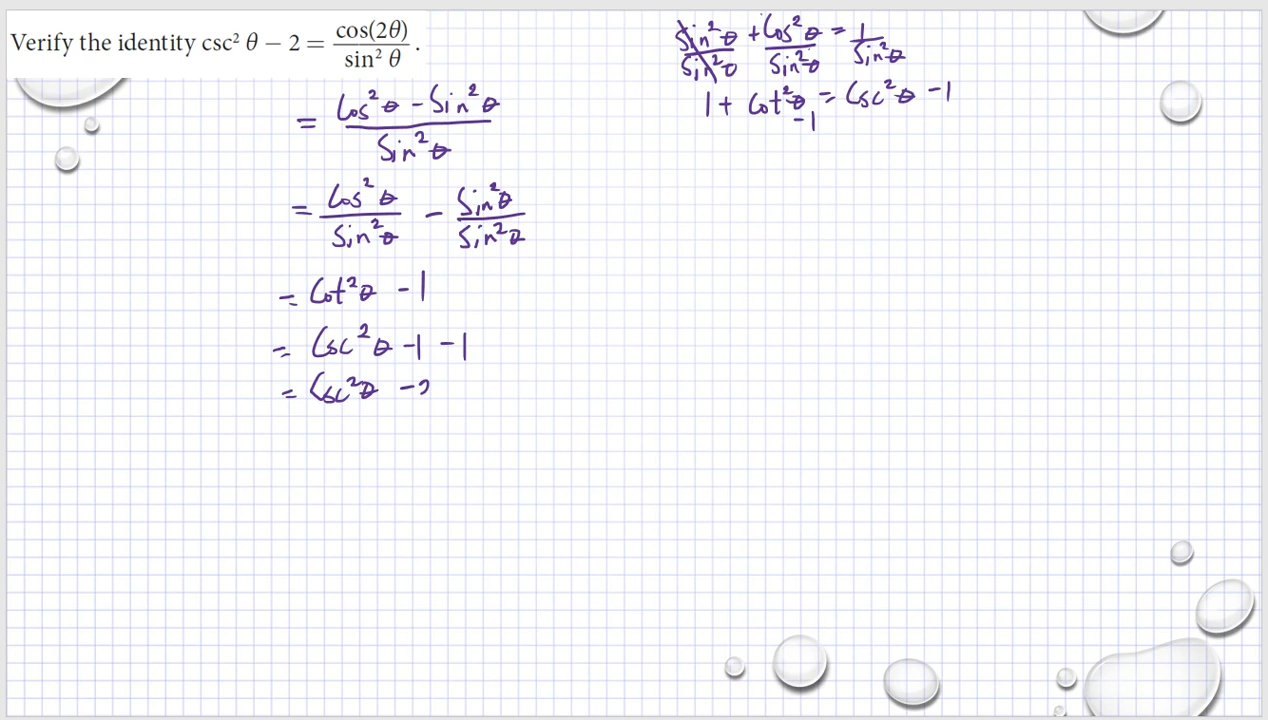 Verify the identity csc² θ − 2 = cos(2θ) / sin² θ .
= Cos²θ − Sin²θ / Sin²θ
= Cos²θ / Sin²θ − Sin²θ / Sin²θ
= Cot²θ − 1
= Csc²θ − 1 − 1
= Csc²θ − 2
Sin²θ / Sin²θ + Cos²θ / Sin²θ = 1 / Sin²θ
1 + Cot²θ = Csc²θ − 1
− 1